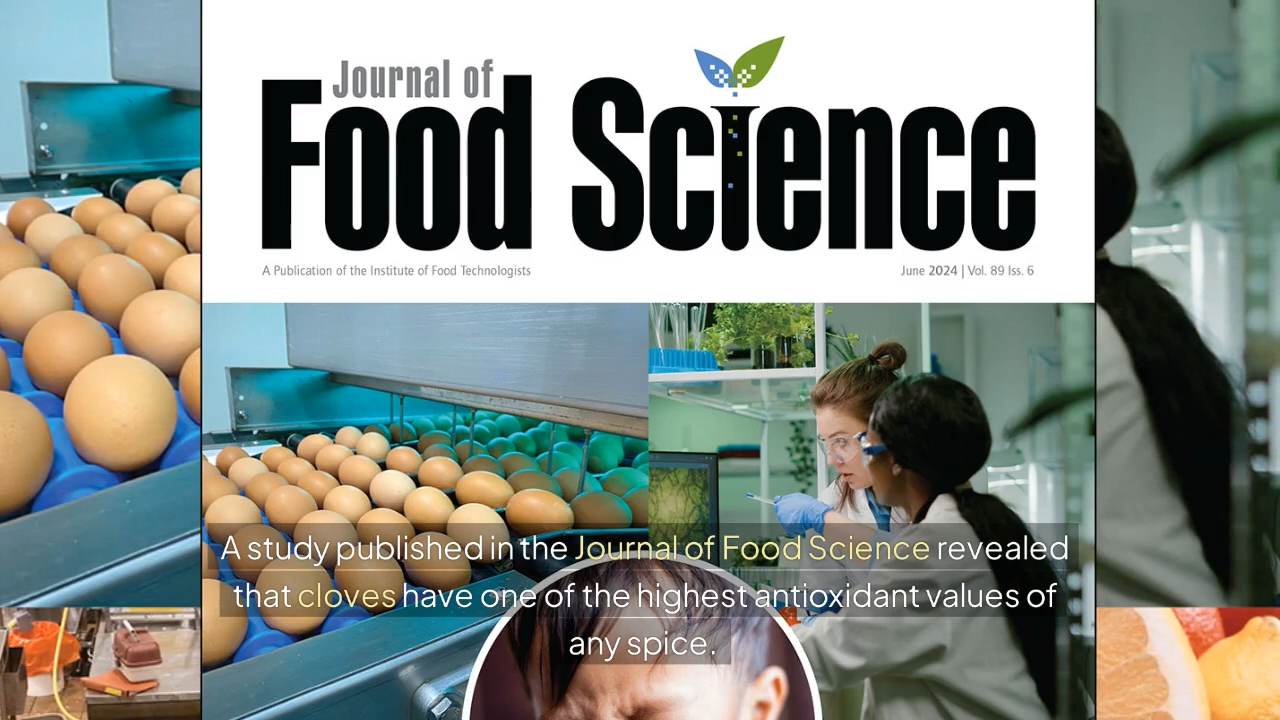 Journal of
Food Science
A Publication of the Institute of Food Technologists
June 2024 | Vol. 89 Iss. 6
A study published in the Journal of Food Science revealed
that cloves have one of the highest antioxidant values of
any spice.